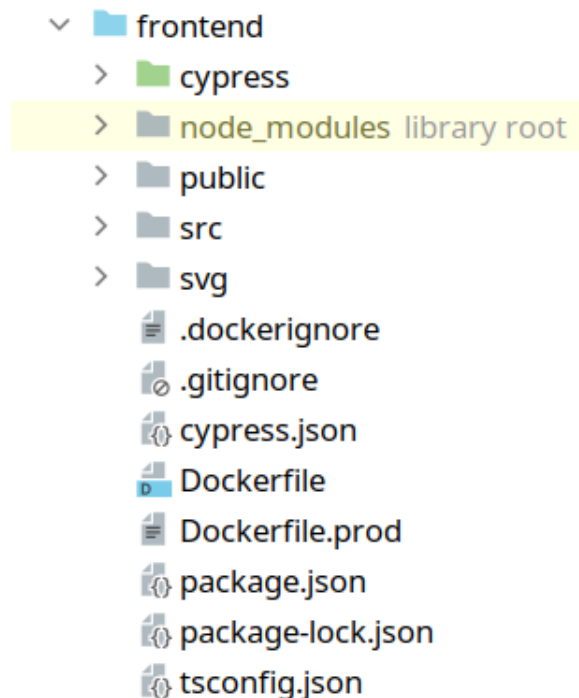 frontend
cypress
node_modules library root
public
src
svg
.dockerignore
.gitignore
cypress.json
Dockerfile
Dockerfile.prod
package.json
package-lock.json
tsconfig.json